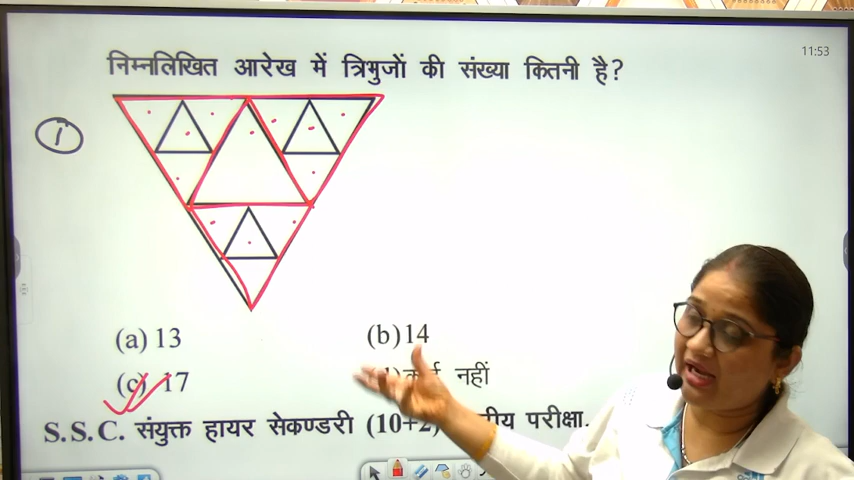 11:53
निम्नलिखित आरेख में त्रिभुजों की संख्या कितनी है?
1
(a) 13 (b) 14
(c) 17 नहीं
S.S.C. संयुक्त हायर सेकण्डरी (10+2) परीक्षा.